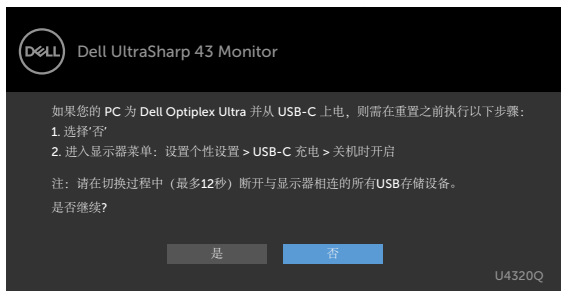 DELL Dell UltraSharp 43 Monitor
如果您的 PC 为 Dell Optiplex Ultra 并从 USB-C 上电，则需在重置之前执行以下步骤：
1. 选择‘否’
2. 进入显示器菜单：设置个性设置 > USB-C 充电 > 关机时开启
注：请在切换过程中（最多12秒）断开与显示器相连的所有USB存储设备。
是否继续?
是 否
U4320Q